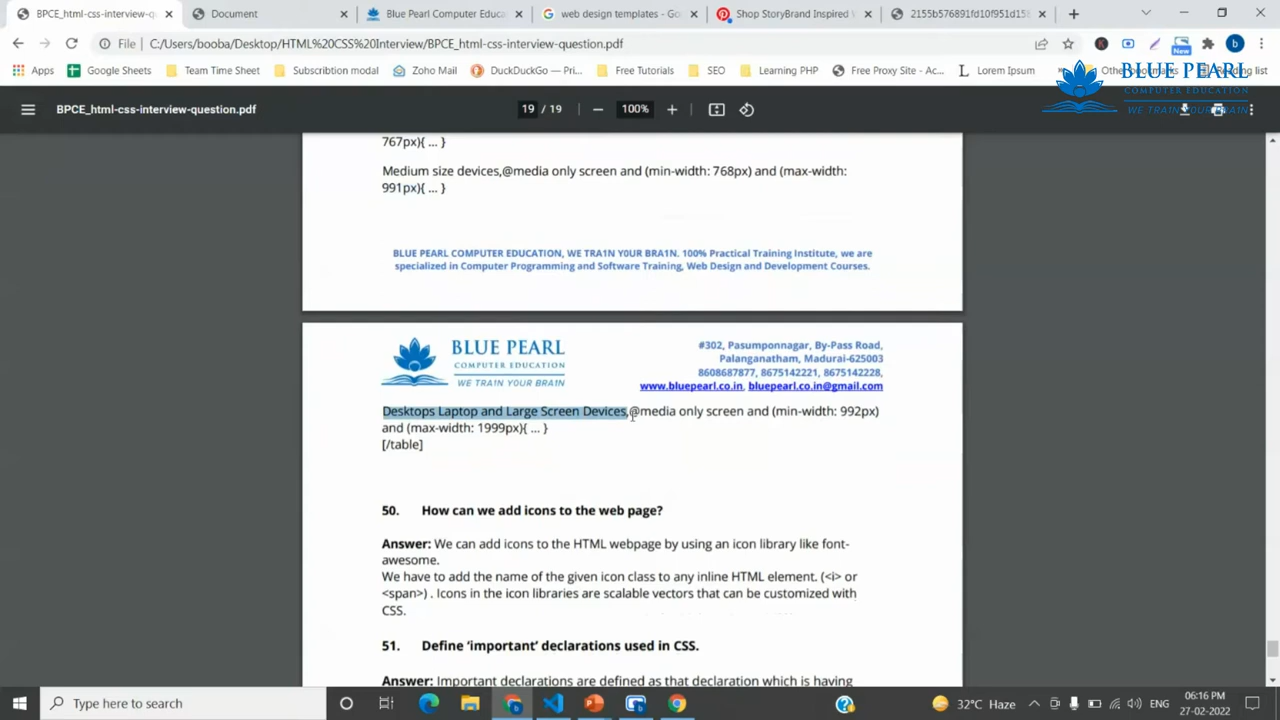 BPCE_html-css-interview-q
Document
Blue Pearl Computer Educa
web design templates - Go
Shop StoryBrand Inspired
2155b576891fd10f951d15
File
C:/Users/booba/Desktop/HTML%20CSS%20Interview/BPCE_html-css-interview-question.pdf
New
b
Apps
Google Sheets
Team Time Sheet
Subscribtion modal
Zoho Mail
DuckDuckGo — Pri...
Free Tutorials
SEO
Learning PHP
Free Proxy Site - Ac...
Lorem Ipsum
Reading list
BLUE PEARL
COMPUTER EDUCATION
WE TRAIN YOUR BRAIN
BPCE_html-css-interview-question.pdf
19 / 19
100%
767px){ ... }
Medium size devices,@media only screen and (min-width: 768px) and (max-width:
991px){ ... }
BLUE PEARL COMPUTER EDUCATION, WE TRA1N Y0UR BRA1N. 100% Practical Training Institute, we are
specialized in Computer Programming and Software Training, Web Design and Development Courses.
BLUE PEARL
COMPUTER EDUCATION
WE TRAIN YOUR BRAIN
#302, Pasumponnagar, By-Pass Road,
Palanganatham, Madurai-625003
8608687877, 8675142221, 8675142228,
www.bluepearl.co.in, bluepearl.co.in@gmail.com
Desktops Laptop and Large Screen Devices,@media only screen and (min-width: 992px)
and (max-width: 1999px){ ... }
[/table]
50. How can we add icons to the web page?
Answer: We can add icons to the HTML webpage by using an icon library like font-
awesome.
We have to add the name of the given icon class to any inline HTML element. (<i> or
<span>) . Icons in the icon libraries are scalable vectors that can be customized with
CSS.
51. Define ‘important’ declarations used in CSS.
Answer: Important declarations are defined as that declaration which is having
Type here to search
32°C Haze
ENG
06:16 PM
27-02-2022